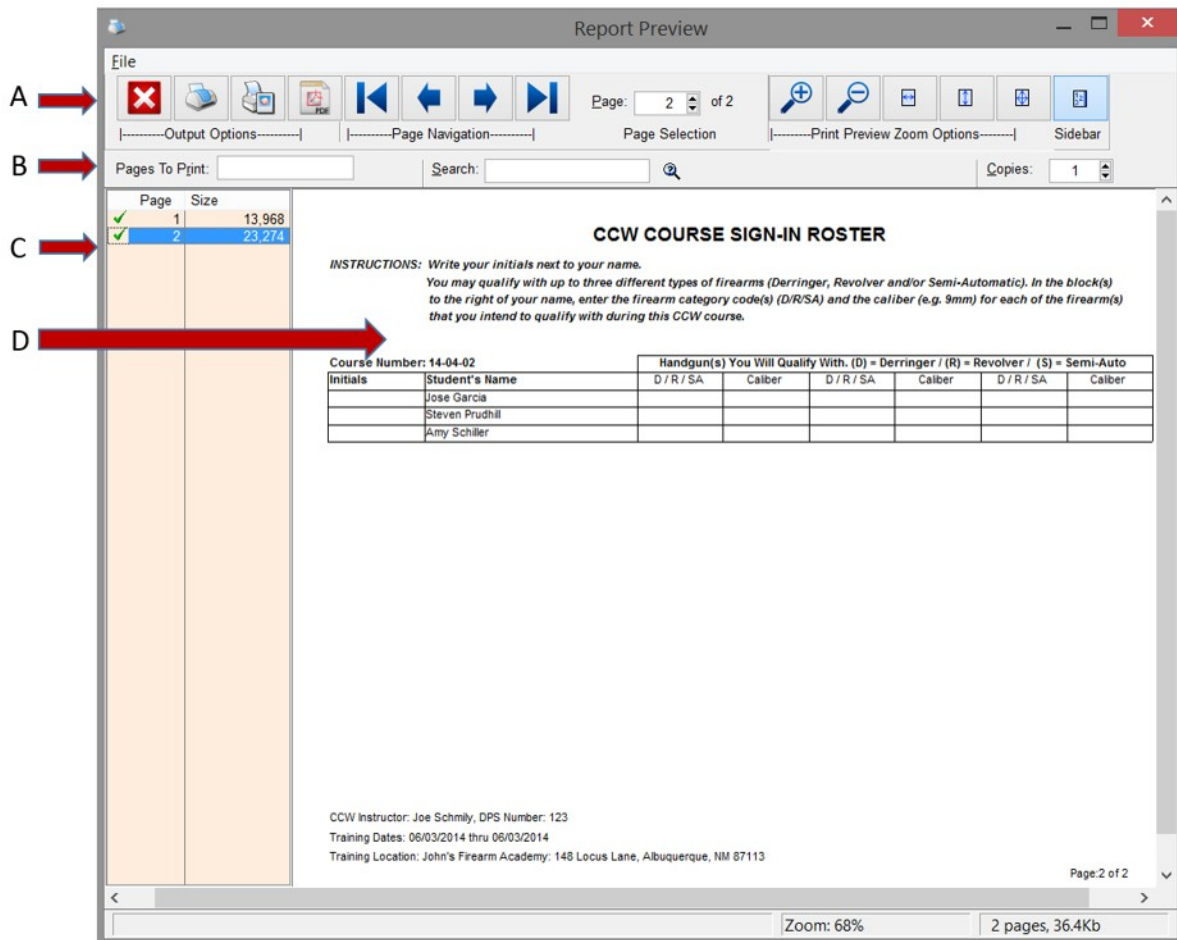 Report Preview
File
A
PDF
Page: 2 of 2
|----------Output Options----------| |----------Page Navigation----------| Page Selection |-------Print Preview Zoom Options-------| Sidebar
B
Pages To Print: Search: Copies: 1
Page Size
1 13,968
2 23,274
C
D
CCW COURSE SIGN-IN ROSTER
INSTRUCTIONS: Write your initials next to your name.
You may qualify with up to three different types of firearms (Derringer, Revolver and/or Semi-Automatic). In the block(s)
to the right of your name, enter the firearm category code(s) (D/R/SA) and the caliber (e.g. 9mm) for each of the firearm(s)
that you intend to qualify with during this CCW course.
Course Number: 14-04-02 Handgun(s) You Will Qualify With. (D) = Derringer / (R) = Revolver / (S) = Semi-Auto
Initials Student's Name D / R / SA Caliber D / R / SA Caliber D / R / SA Caliber
Jose Garcia
Steven Prudhill
Amy Schiller
CCW Instructor: Joe Schmily, DPS Number: 123
Training Dates: 06/03/2014 thru 06/03/2014
Training Location: John's Firearm Academy: 148 Locus Lane, Albuquerque, NM 87113
Page:2 of 2
Zoom: 68% 2 pages, 36.4Kb